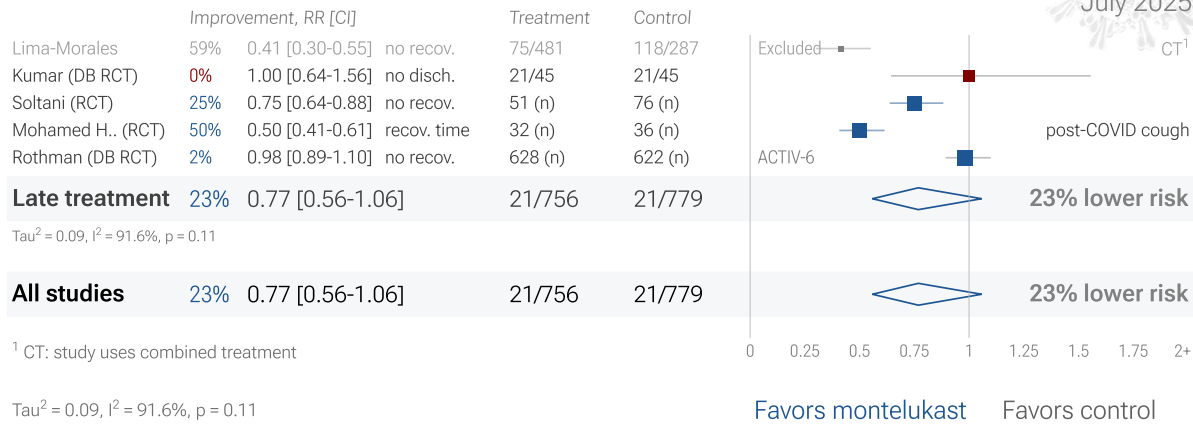 July 2025
Improvement, RR [CI] Treatment Control
Lima-Morales 59% 0.41 [0.30-0.55] no recov. 75/481 118/287 Excluded CT1
Kumar (DB RCT) 0% 1.00 [0.64-1.56] no disch. 21/45 21/45
Soltani (RCT) 25% 0.75 [0.64-0.88] no recov. 51 (n) 76 (n)
Mohamed H.. (RCT) 50% 0.50 [0.41-0.61] recov. time 32 (n) 36 (n) post-COVID cough
Rothman (DB RCT) 2% 0.98 [0.89-1.10] no recov. 628 (n) 622 (n) ACTIV-6
Late treatment 23% 0.77 [0.56-1.06] 21/756 21/779 23% lower risk
Tau2 = 0.09, I2 = 91.6%, p = 0.11
All studies 23% 0.77 [0.56-1.06] 21/756 21/779 23% lower risk
1 CT: study uses combined treatment 0 0.25 0.5 0.75 1 1.25 1.5 1.75 2+
Tau2 = 0.09, I2 = 91.6%, p = 0.11 Favors montelukast Favors control